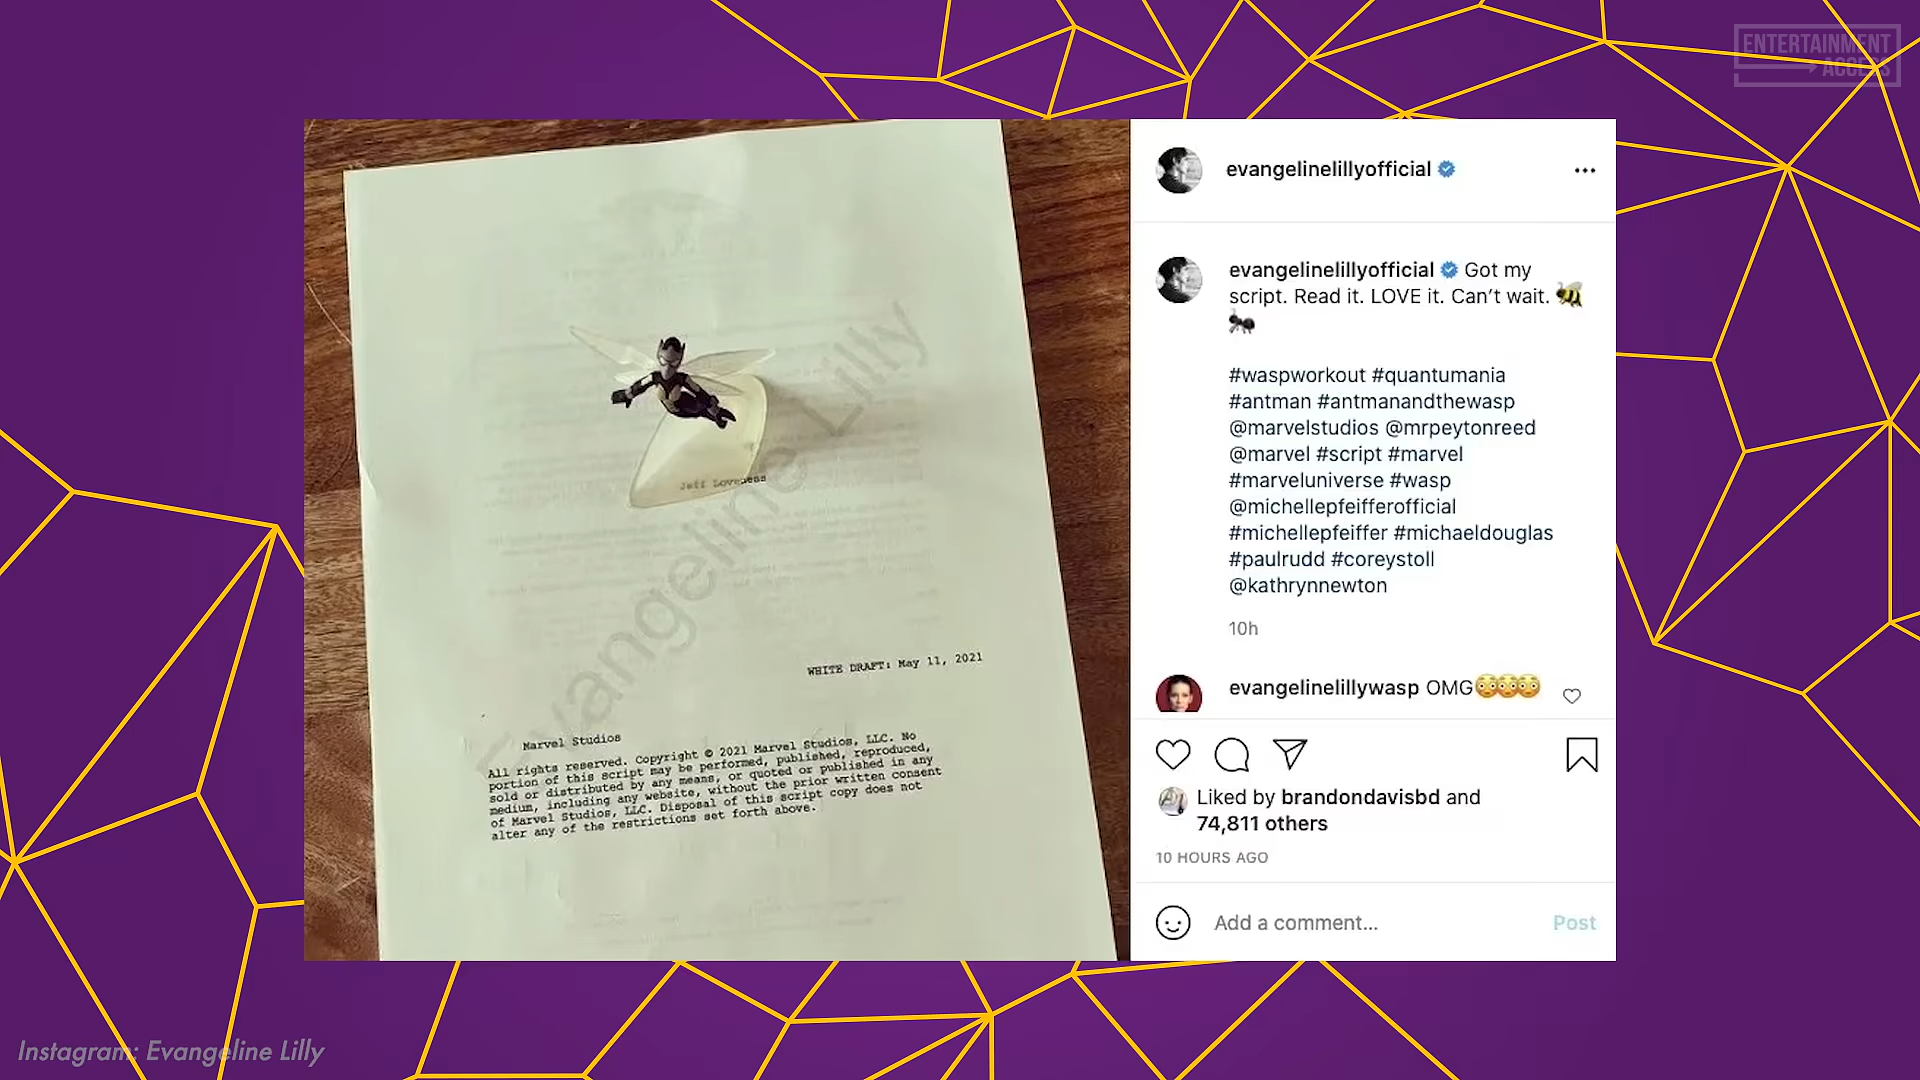 ENTERTAINMENT
ACCESS
Evangeline Lilly
Jeff Loveness
WHITE DRAFT: May 11, 2021
Marvel Studios
All rights reserved. Copyright © 2021 Marvel Studios, LLC. No
portion of this script may be performed, published, reproduced,
sold or distributed by any means, or quoted or published in any
medium, including any website, without the prior written consent
of Marvel Studios, LLC. Disposal of this script copy does not
alter any of the restrictions set forth above.
evangelinelillyofficial
evangelinelillyofficial Got my
script. Read it. LOVE it. Can’t wait. 🐝
🐜
#waspworkout #quantumania
#antman #antmanandthewasp
@marvelstudios @mrpeytonreed
@marvel #script #marvel
#marveluniverse #wasp
@michellepfeifferofficial
#michellepfeiffer #michaeldouglas
#paulrudd #coreystoll
@kathrynnewton
10h
evangelinelillywasp OMG😳😳😳
Liked by brandondavisbd and
74,811 others
10 HOURS AGO
Add a comment...
Post
Instagram: Evangeline Lilly